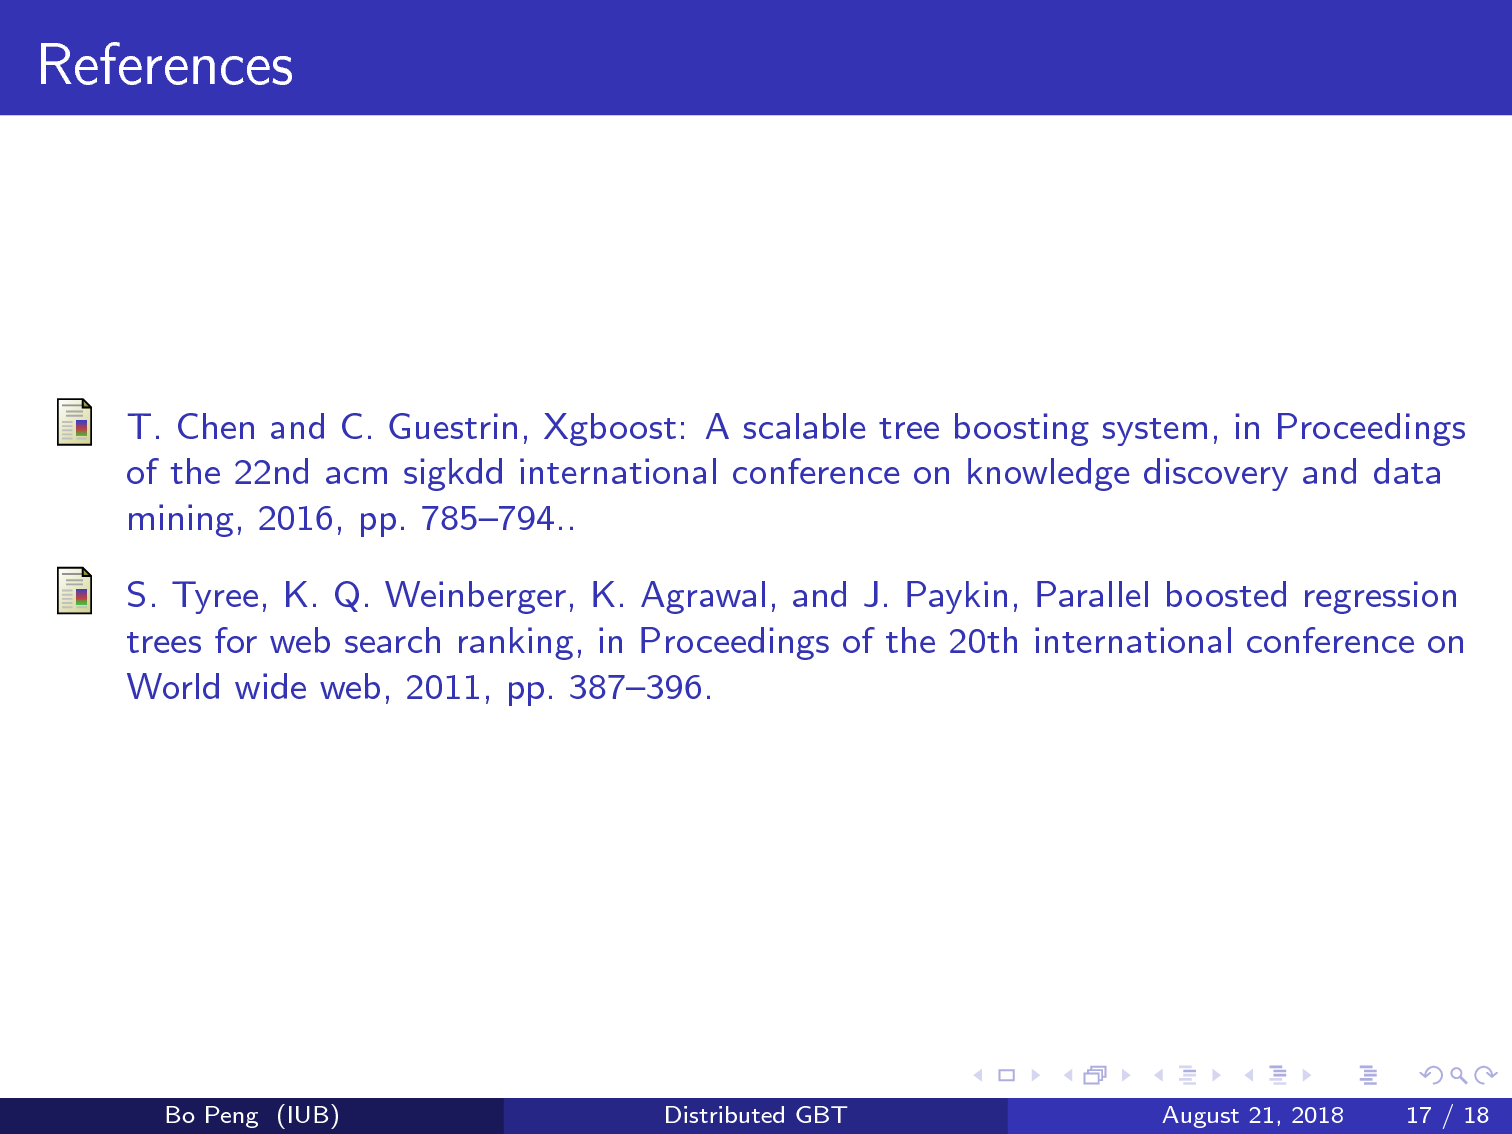 References
T. Chen and C. Guestrin, Xgboost: A scalable tree boosting system, in Proceedings
of the 22nd acm sigkdd international conference on knowledge discovery and data
mining, 2016, pp. 785–794..
S. Tyree, K. Q. Weinberger, K. Agrawal, and J. Paykin, Parallel boosted regression
trees for web search ranking, in Proceedings of the 20th international conference on
World wide web, 2011, pp. 387–396.
Bo Peng (IUB) Distributed GBT August 21, 2018 17 / 18